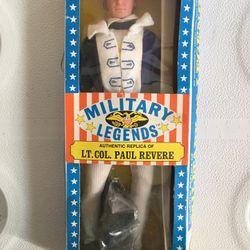 MILITARY
LEGENDS
AUTHENTIC REPLICA OF
LT. COL. PAUL REVERE